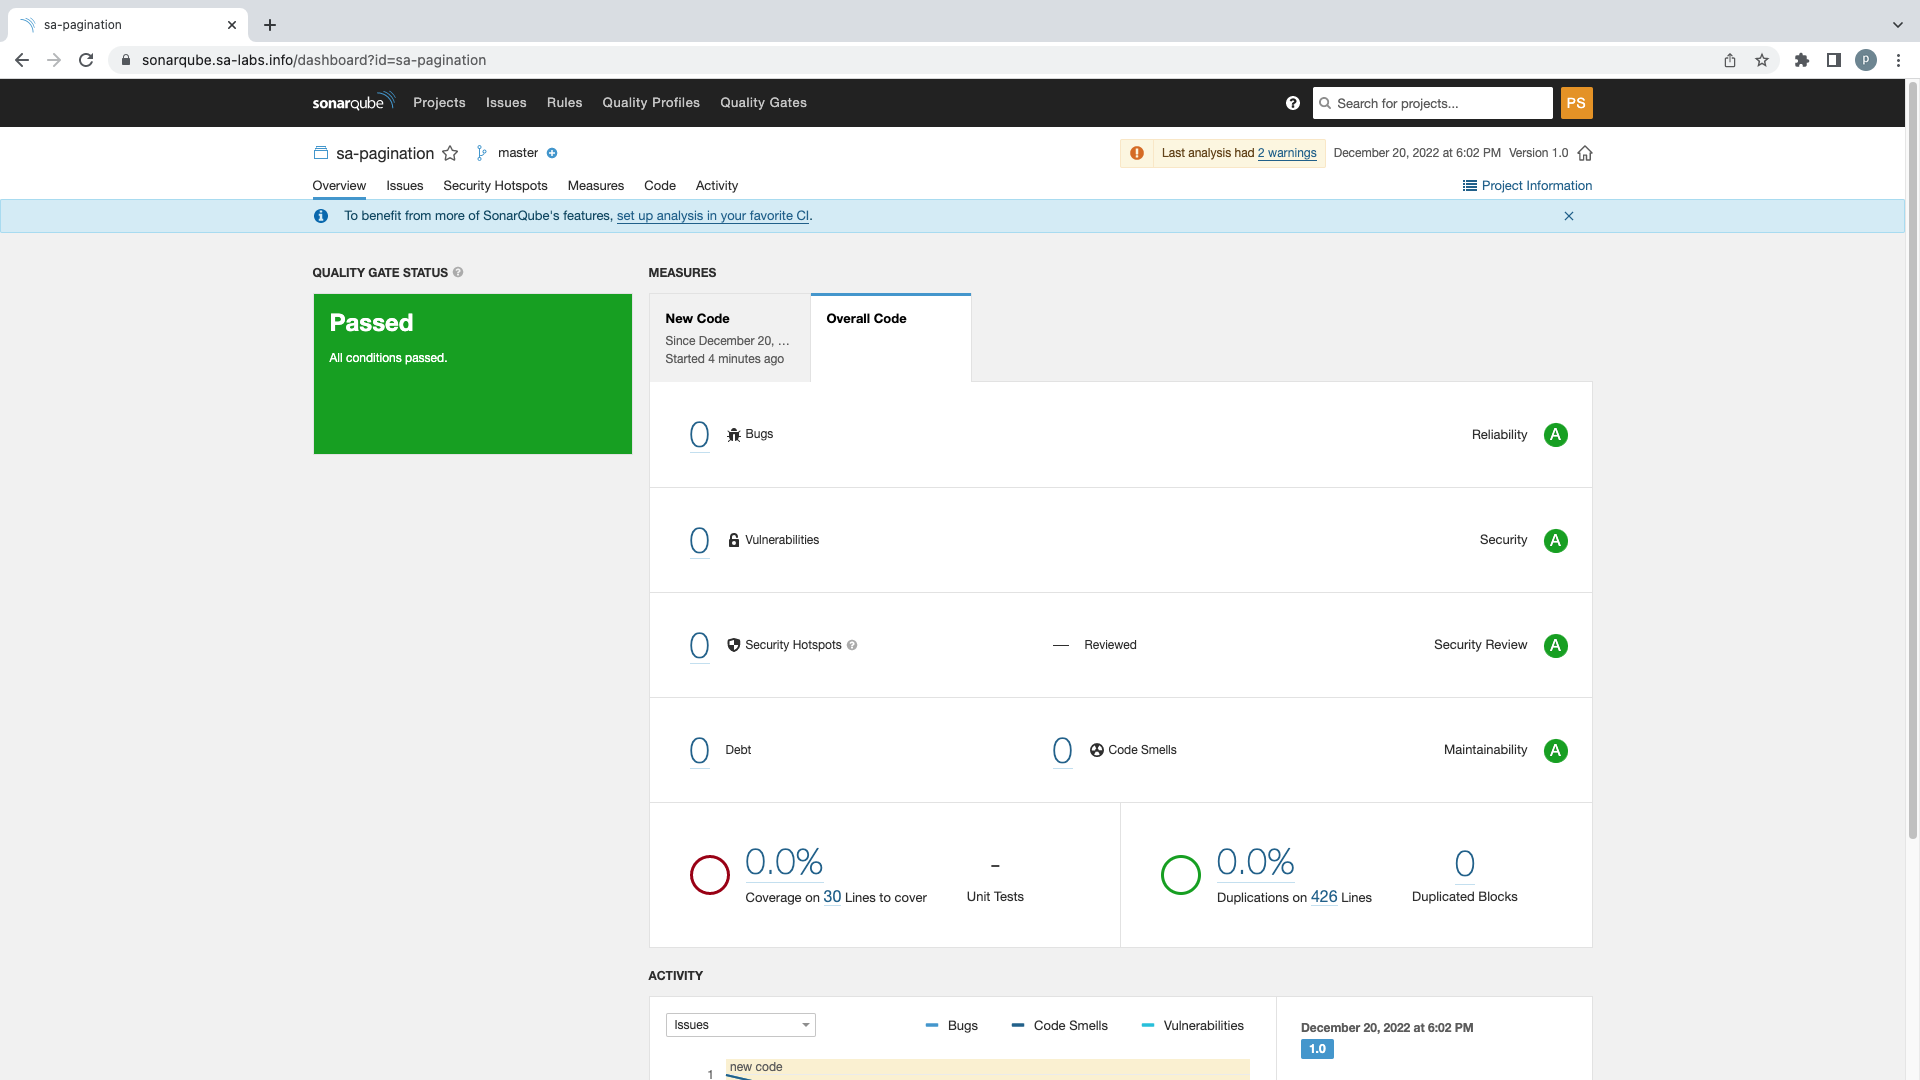 sa-pagination
sonarqube.sa-labs.info/dashboard?id=sa-pagination
P
sonarqube Projects Issues Rules Quality Profiles Quality Gates
? Search for projects... PS
sa-pagination master
Last analysis had 2 warnings December 20, 2022 at 6:02 PM Version 1.0
Overview Issues Security Hotspots Measures Code Activity
Project Information
To benefit from more of SonarQube's features, set up analysis in your favorite CI.
QUALITY GATE STATUS ?
Passed
All conditions passed.
MEASURES
New Code
Since December 20, ...
Started 4 minutes ago
Overall Code
0 Bugs Reliability A
0 Vulnerabilities Security A
0 Security Hotspots ? — Reviewed Security Review A
0 Debt 0 Code Smells Maintainability A
0.0%
Coverage on 30 Lines to cover
-
Unit Tests
0.0%
Duplications on 426 Lines
0
Duplicated Blocks
ACTIVITY
Issues
Bugs Code Smells Vulnerabilities
new code
1
December 20, 2022 at 6:02 PM
1.0